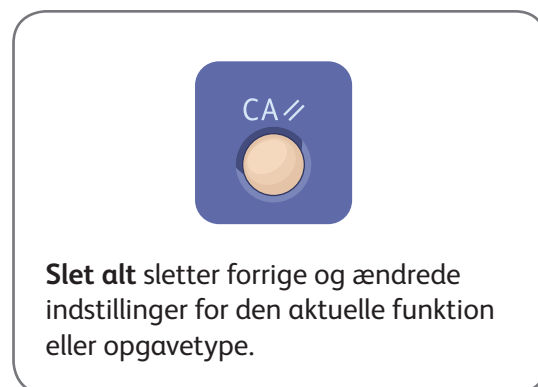 CA //
Slet alt sletter forrige og ændrede
indstillinger for den aktuelle funktion
eller opgavetype.